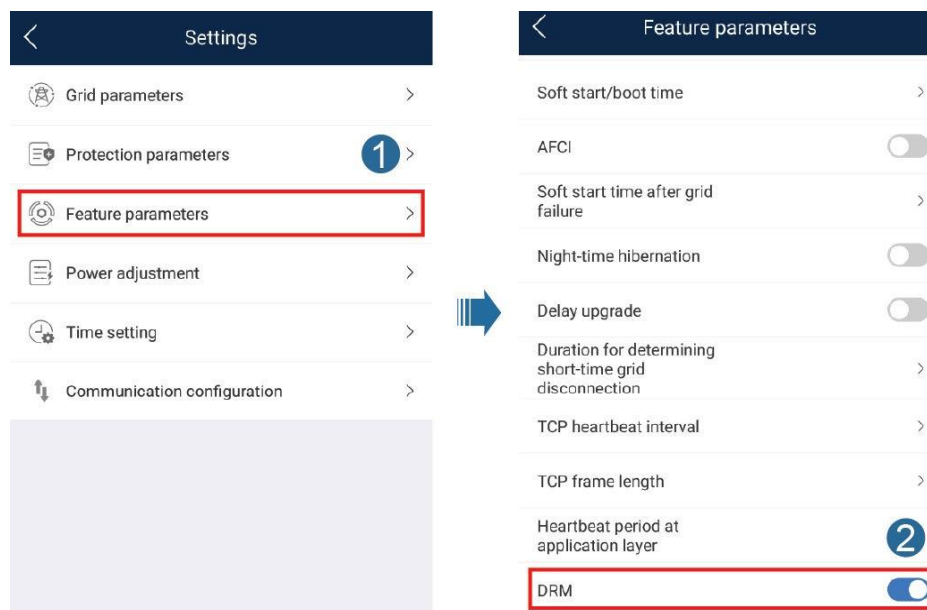 Settings
Grid parameters
Protection parameters
1
Feature parameters
Power adjustment
Time setting
Communication configuration
Feature parameters
Soft start/boot time
AFCI
Soft start time after grid
failure
Night-time hibernation
Delay upgrade
Duration for determining
short-time grid
disconnection
TCP heartbeat interval
TCP frame length
Heartbeat period at
application layer
2
DRM